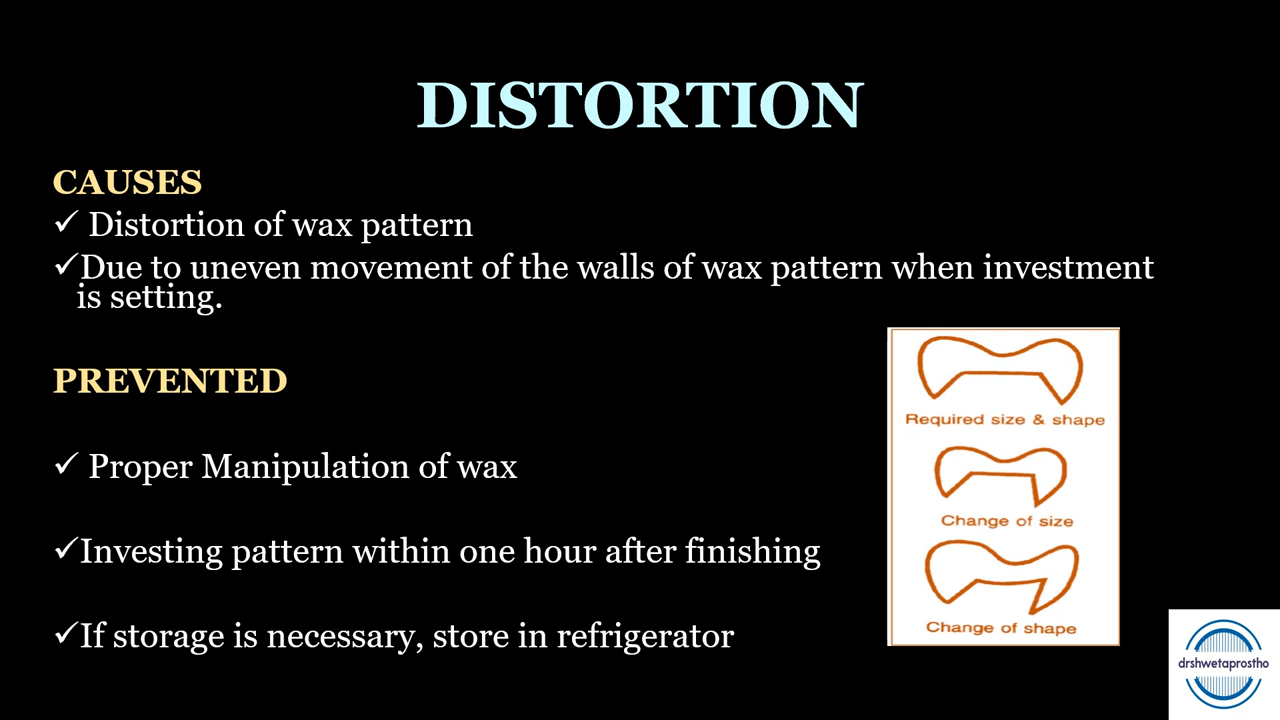 DISTORTION
CAUSES
✓ Distortion of wax pattern
✓Due to uneven movement of the walls of wax pattern when investment
is setting.
PREVENTED
✓ Proper Manipulation of wax
✓Investing pattern within one hour after finishing
✓If storage is necessary, store in refrigerator
Required size & shape
Change of size
Change of shape
drshwetaprostho